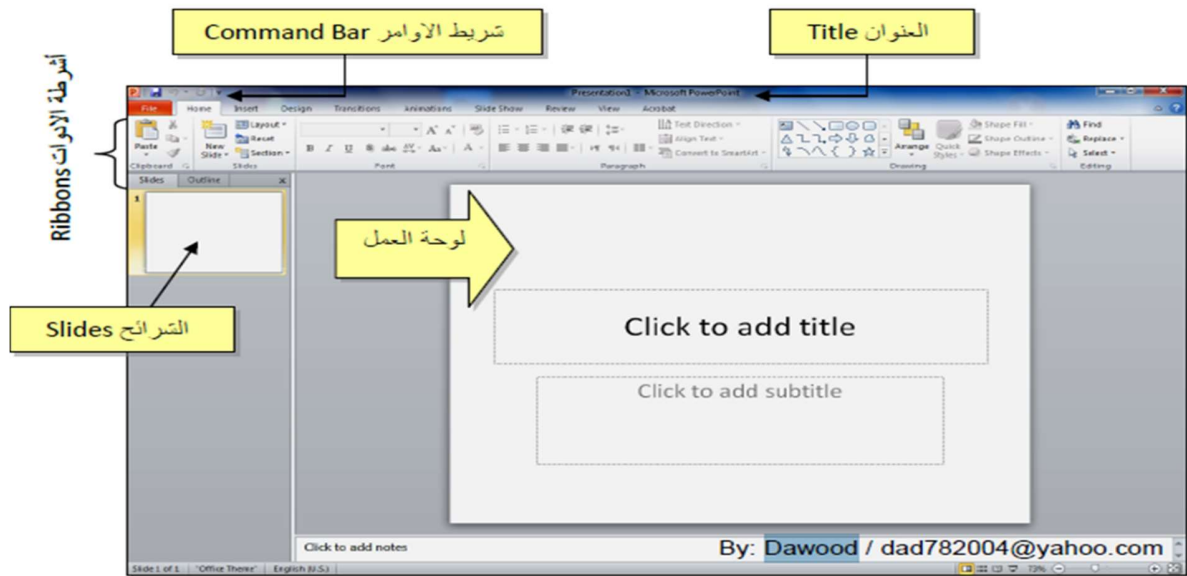 شريط الاوامر Command Bar
العنوان Title
أشرطة الادوات Ribbons
Presentation1 - Microsoft PowerPoint
File Home Insert Design Transitions Animations Slide Show Review View Acrobat
Paste
New Slide
Layout
Reset
Section
B I U S abc AV Aa A
Text Direction
Align Text
Convert to SmartArt
Arrange
Quick Styles
Shape Fill
Shape Outline
Shape Effects
Find
Replace
Select
Clipboard Slides Font Paragraph Drawing Editing
Slides Outline
1
لوحة العمل
الشرائح Slides
Click to add title
Click to add subtitle
Click to add notes
By: Dawood / dad782004@yahoo.com
Slide 1 of 1 "Office Theme" English (U.S.) 73%